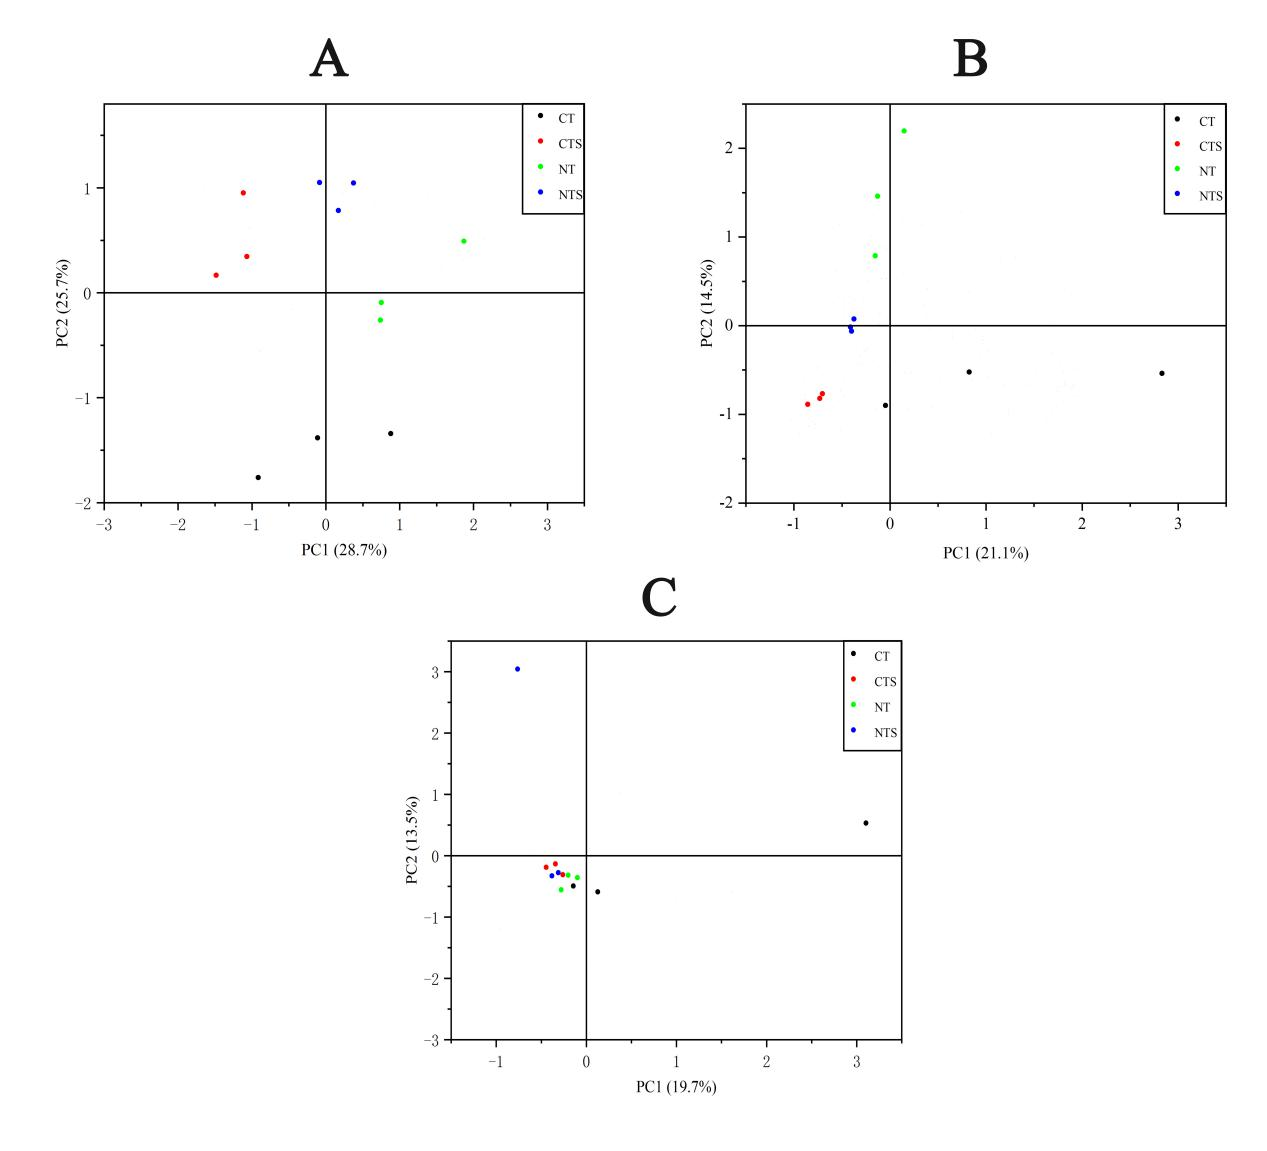 A
B
CT
CTS
NT
NTS
1
0
−1
−2
PC2 (25.7%)
−3
−2
−1
0
1
2
3
PC1 (28.7%)
CT
CTS
NT
NTS
2
1
0
-1
-2
PC2 (14.5%)
-1
0
1
2
3
PC1 (21.1%)
C
CT
CTS
NT
NTS
3
2
1
0
−1
−2
−3
PC2 (13.5%)
−1
0
1
2
3
PC1 (19.7%)